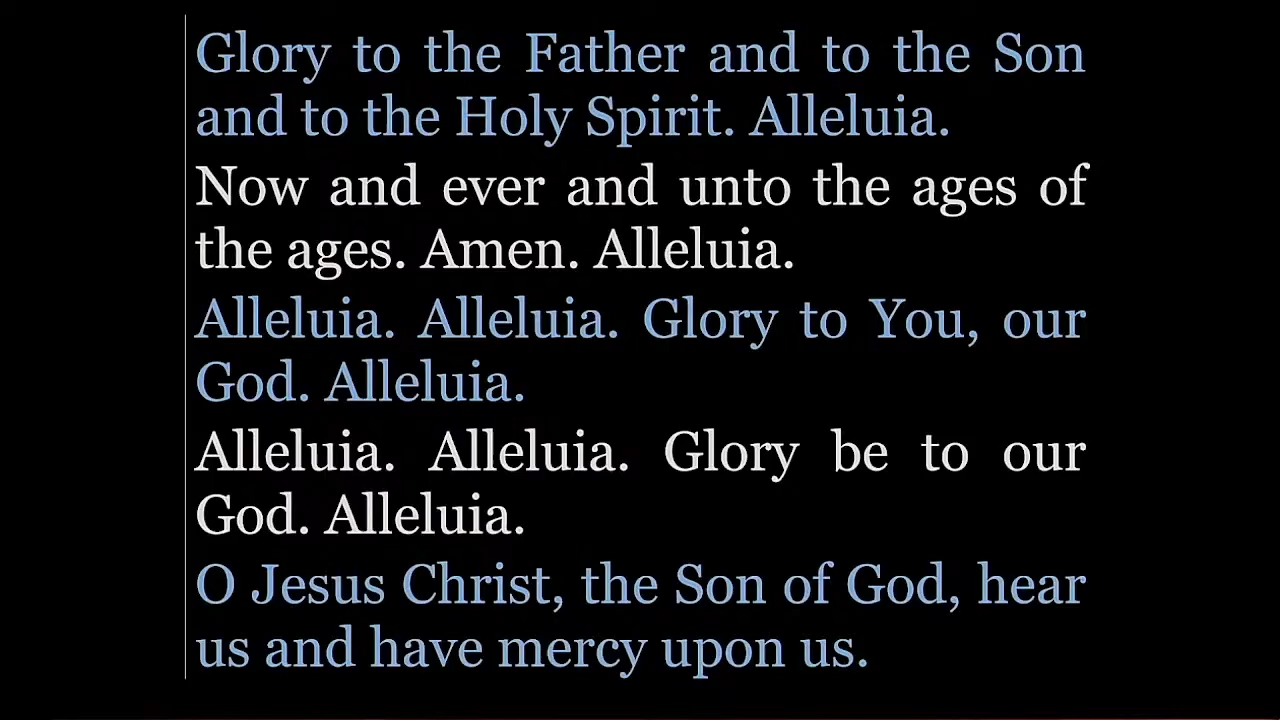 Glory to the Father and to the Son
and to the Holy Spirit. Alleluia.
Now and ever and unto the ages of
the ages. Amen. Alleluia.
Alleluia. Alleluia. Glory to You, our
God. Alleluia.
Alleluia. Alleluia. Glory be to our
God. Alleluia.
O Jesus Christ, the Son of God, hear
us and have mercy upon us.